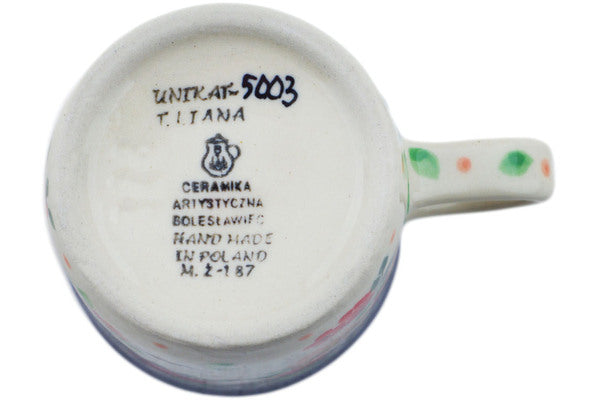 UNIKAT-5003
T. LIANA
CERAMIKA
ARTYSTYCZNA
BOLESŁAWIEC
HAND MADE
IN POLAND
M. Ż-187